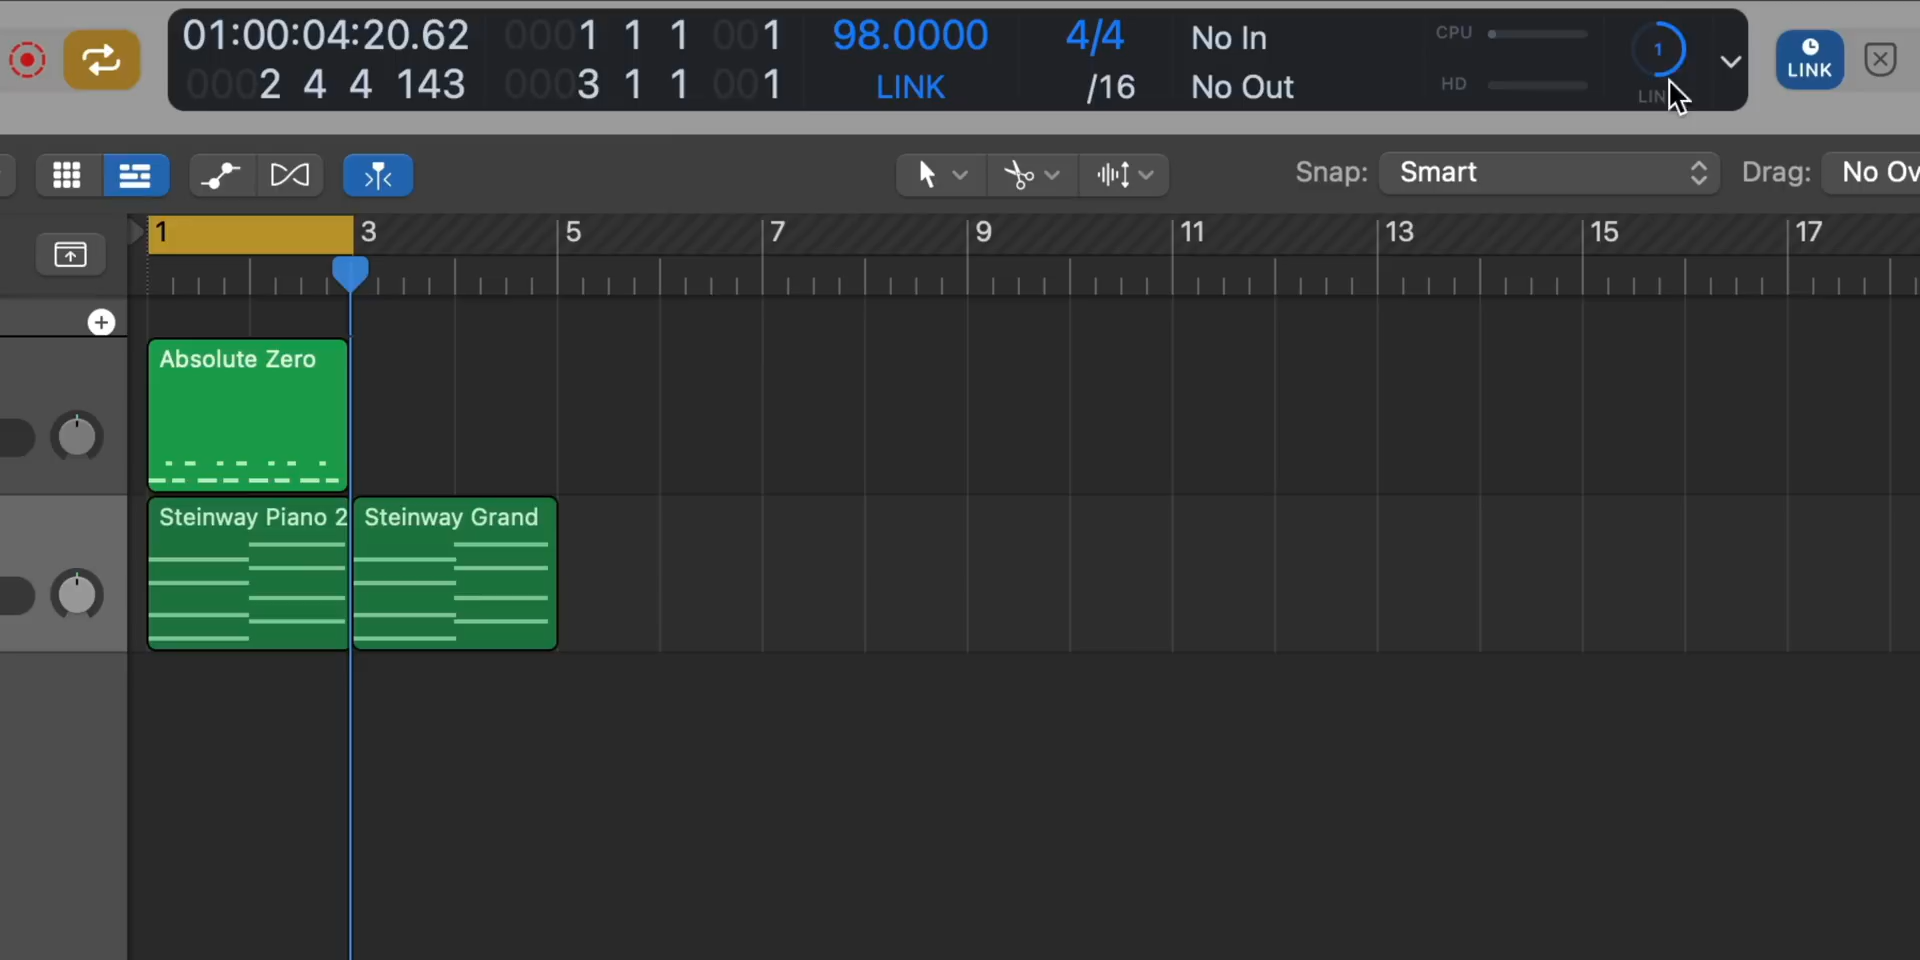 01:00:04:20.62 0001 1 1 001 98.0000 4/4 No In CPU 1
0002 4 4 143 0003 1 1 001 LINK /16 No Out HD LIN LINK
Snap: Smart Drag: No Ov
1 3 5 7 9 11 13 15 17
Absolute Zero
Steinway Piano 2 Steinway Grand